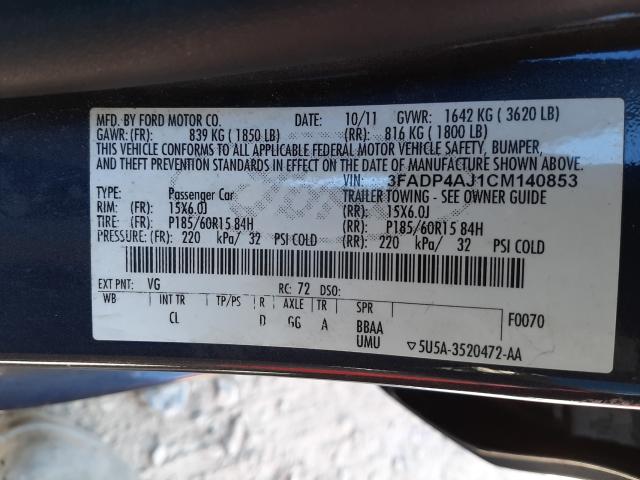 MFD. BY FORD MOTOR CO. DATE: 10/11 GVWR: 1642 KG ( 3620 LB)
GAWR: (FR): 839 KG ( 1850 LB) (RR): 816 KG ( 1800 LB)
THIS VEHICLE CONFORMS TO ALL APPLICABLE FEDERAL MOTOR VEHICLE SAFETY, BUMPER,
AND THEFT PREVENTION STANDARDS IN EFFECT ON THE DATE OF MANUFACTURE SHOWN ABOVE.
VIN: 3FADP4AJ1CM140853
TYPE: Passenger Car TRAILER TOWING - SEE OWNER GUIDE
RIM: (FR) 15X6.0J (RR): 15X6.0J
TIRE: (FR) P185/60R15 84H (RR): P185/60R15 84H
PRESSURE: (FR) 220 kPa/ 32 PSI COLD (RR): 220 kPa/ 32 PSI COLD
EXT PNT: VG RC: 72 DSO:
WB INT TR TP/PS R AXLE TR SPR F0070
CL D GG A BBAA
UMU ▽5U5A-3520472-AA